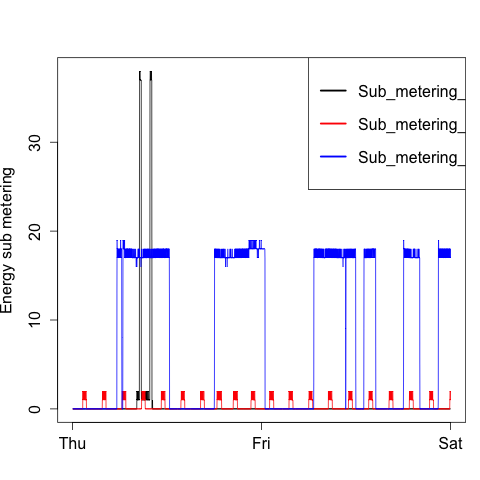 Sub_metering_
Sub_metering_
Sub_metering_
Energy sub metering
30
20
10
0
Thu Fri Sat